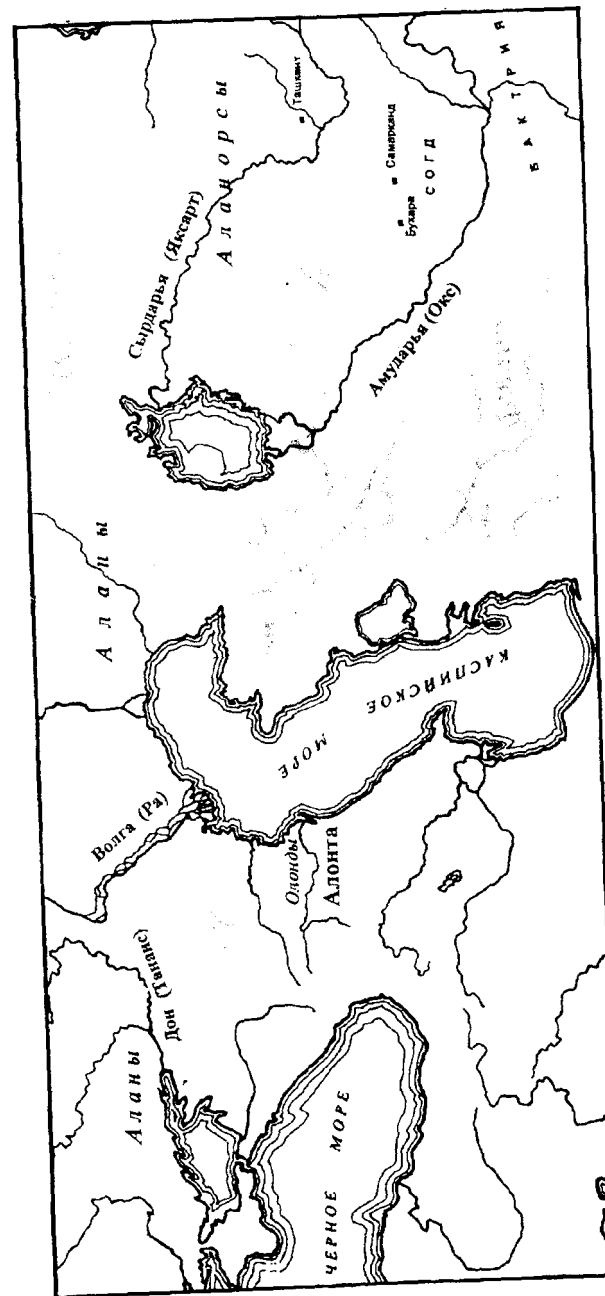 Аланы
Дон (Танаис)
Волга (Ра)
Аланы
Сырдарья (Яксарт)
Аланорсы
Ташкент
Самарканд
Бухара
СОГД
БАКТРИЯ
Амударья (Окс)
КАСПИЙСКОЕ
МОРЕ
Олонды
Алонта
ЧЕРНОЕ МОРЕ